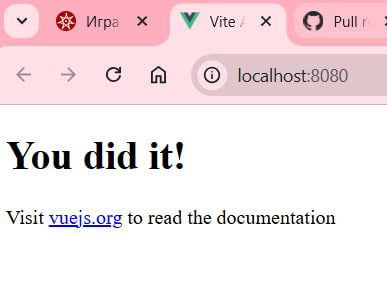 Игра
Vite
Pull
localhost:8080
You did it!
Visit vuejs.org to read the documentation